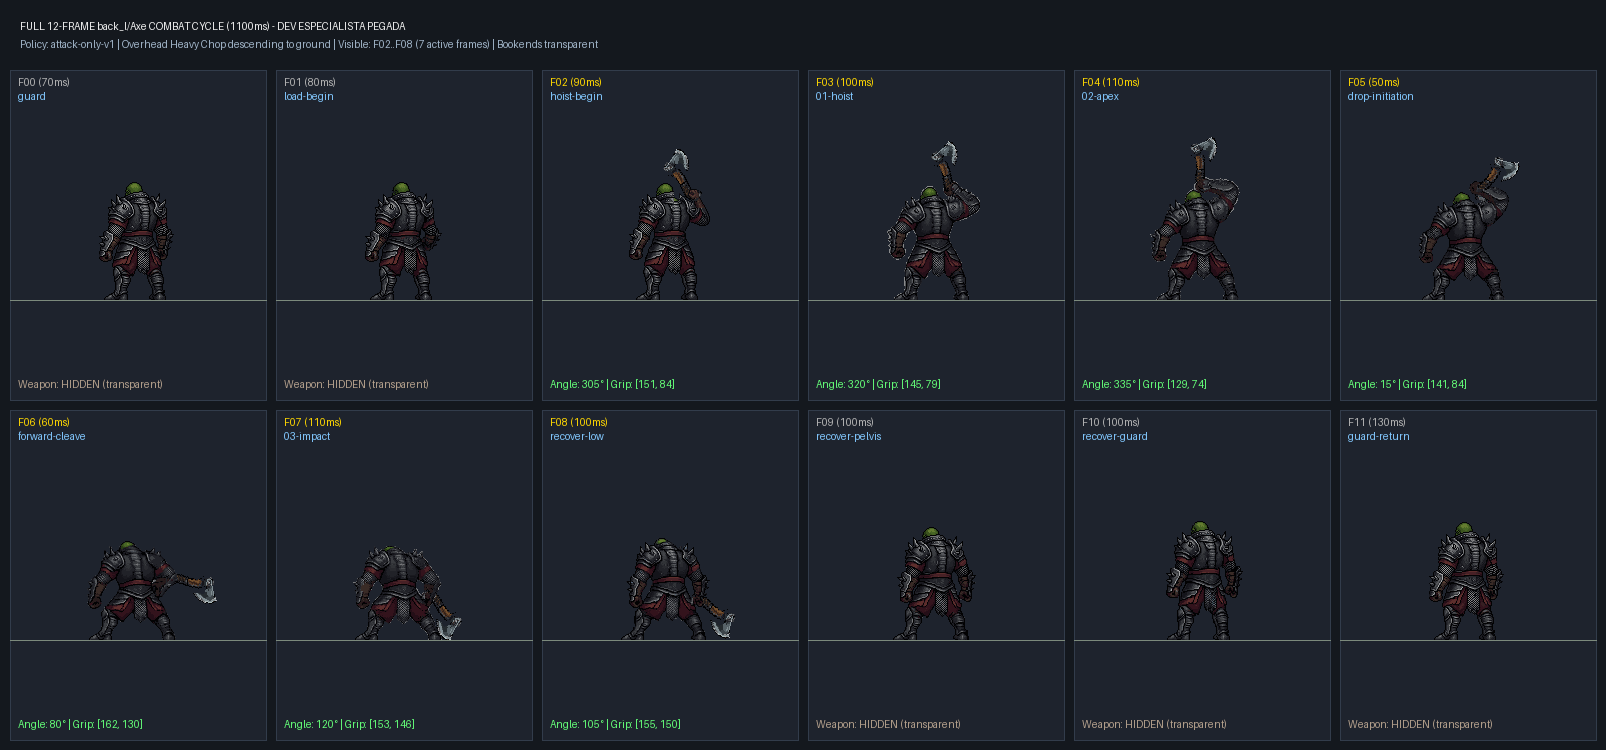 FULL 12-FRAME back_l/Axe COMBAT CYCLE (1100ms) - DEV ESPECIALISTA PEGADA
Policy: attack-only-v1 | Overhead Heavy Chop descending to ground | Visible: F02..F08 (7 active frames) | Bookends transparent
F00 (70ms)
guard
Weapon: HIDDEN (transparent)
F01 (80ms)
load-begin
Weapon: HIDDEN (transparent)
F02 (90ms)
hoist-begin
Angle: 305° | Grip: [151, 84]
F03 (100ms)
01-hoist
Angle: 320° | Grip: [145, 79]
F04 (110ms)
02-apex
Angle: 335° | Grip: [129, 74]
F05 (50ms)
drop-initiation
Angle: 15° | Grip: [141, 84]
F06 (60ms)
forward-cleave
Angle: 80° | Grip: [162, 130]
F07 (110ms)
03-impact
Angle: 120° | Grip: [153, 146]
F08 (100ms)
recover-low
Angle: 105° | Grip: [155, 150]
F09 (100ms)
recover-pelvis
Weapon: HIDDEN (transparent)
F10 (100ms)
recover-guard
Weapon: HIDDEN (transparent)
F11 (130ms)
guard-return
Weapon: HIDDEN (transparent)